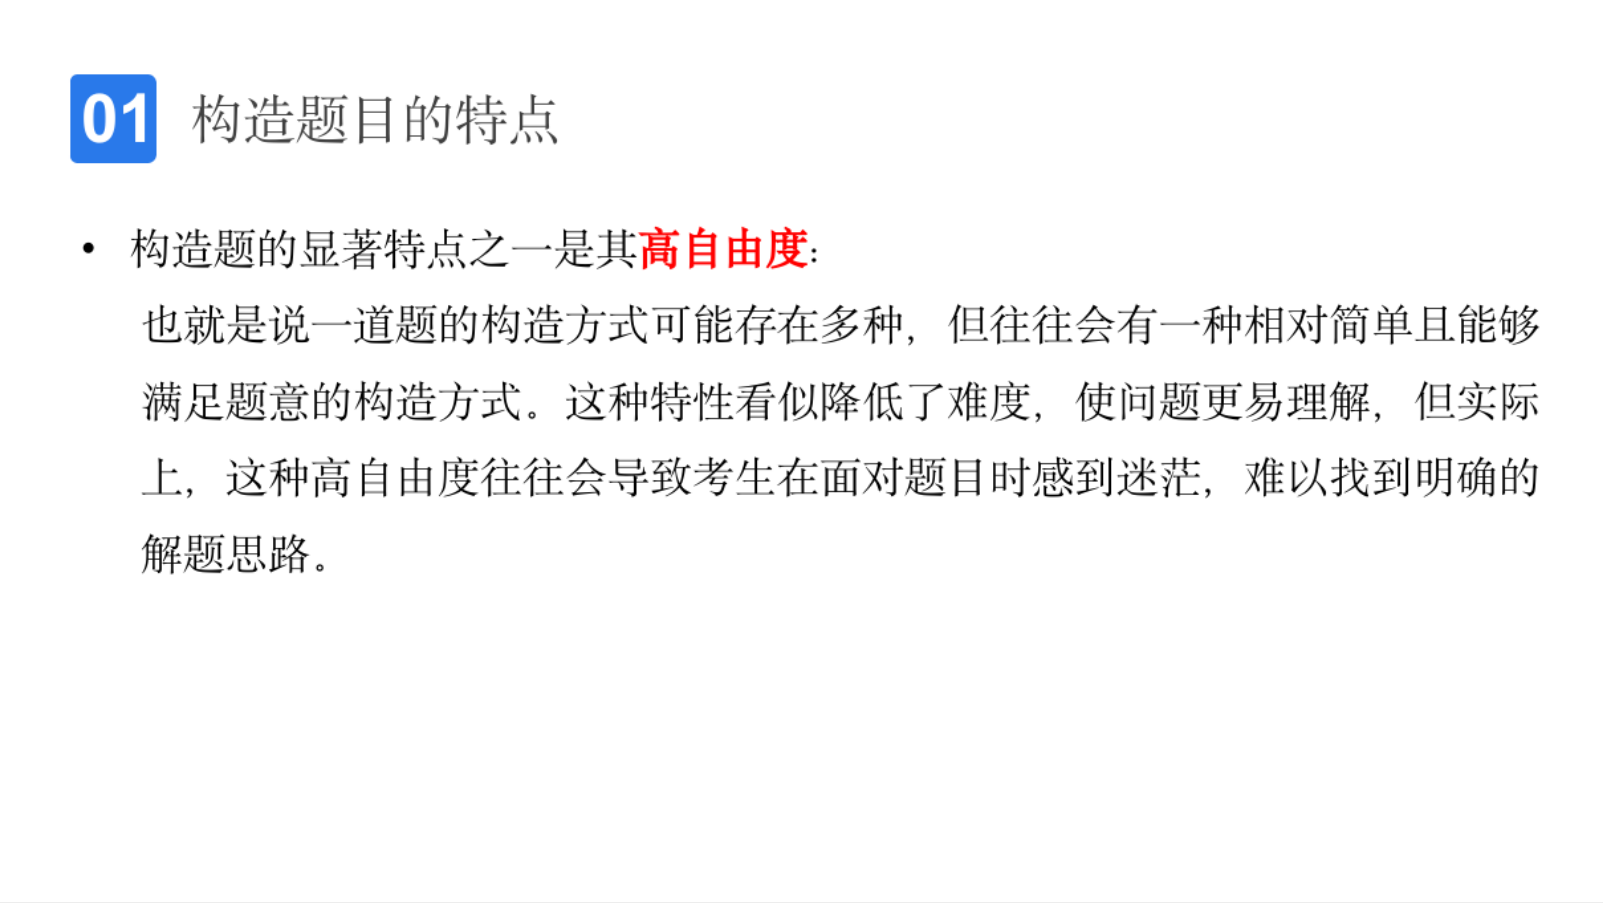 01 构造题目的特点
• 构造题的显著特点之一是其高自由度：
也就是说一道题的构造方式可能存在多种，但往往会有一种相对简单且能够
满足题意的构造方式。这种特性看似降低了难度，使问题更易理解，但实际
上，这种高自由度往往会导致考生在面对题目时感到迷茫，难以找到明确的
解题思路。